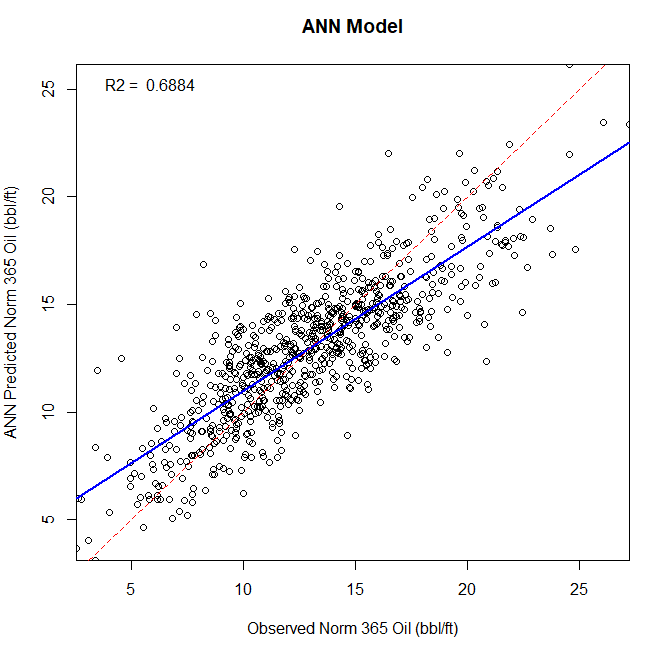 ANN Model
R2 = 0.6884
ANN Predicted Norm 365 Oil (bbl/ft)
25
20
15
10
5
5 10 15 20 25
Observed Norm 365 Oil (bbl/ft)